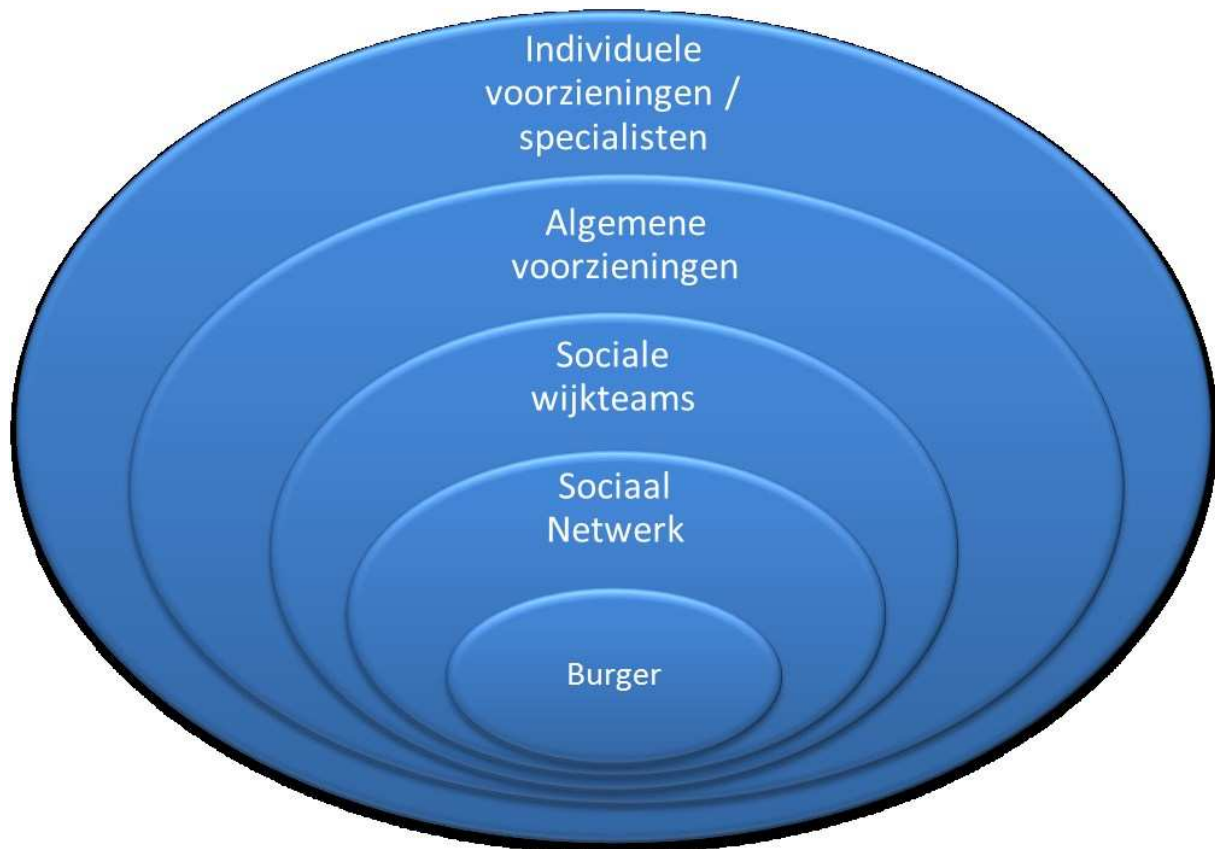 Individuele
voorzieningen /
specialisten
Algemene
voorzieningen
Sociale
wijkteams
Sociaal
Netwerk
Burger